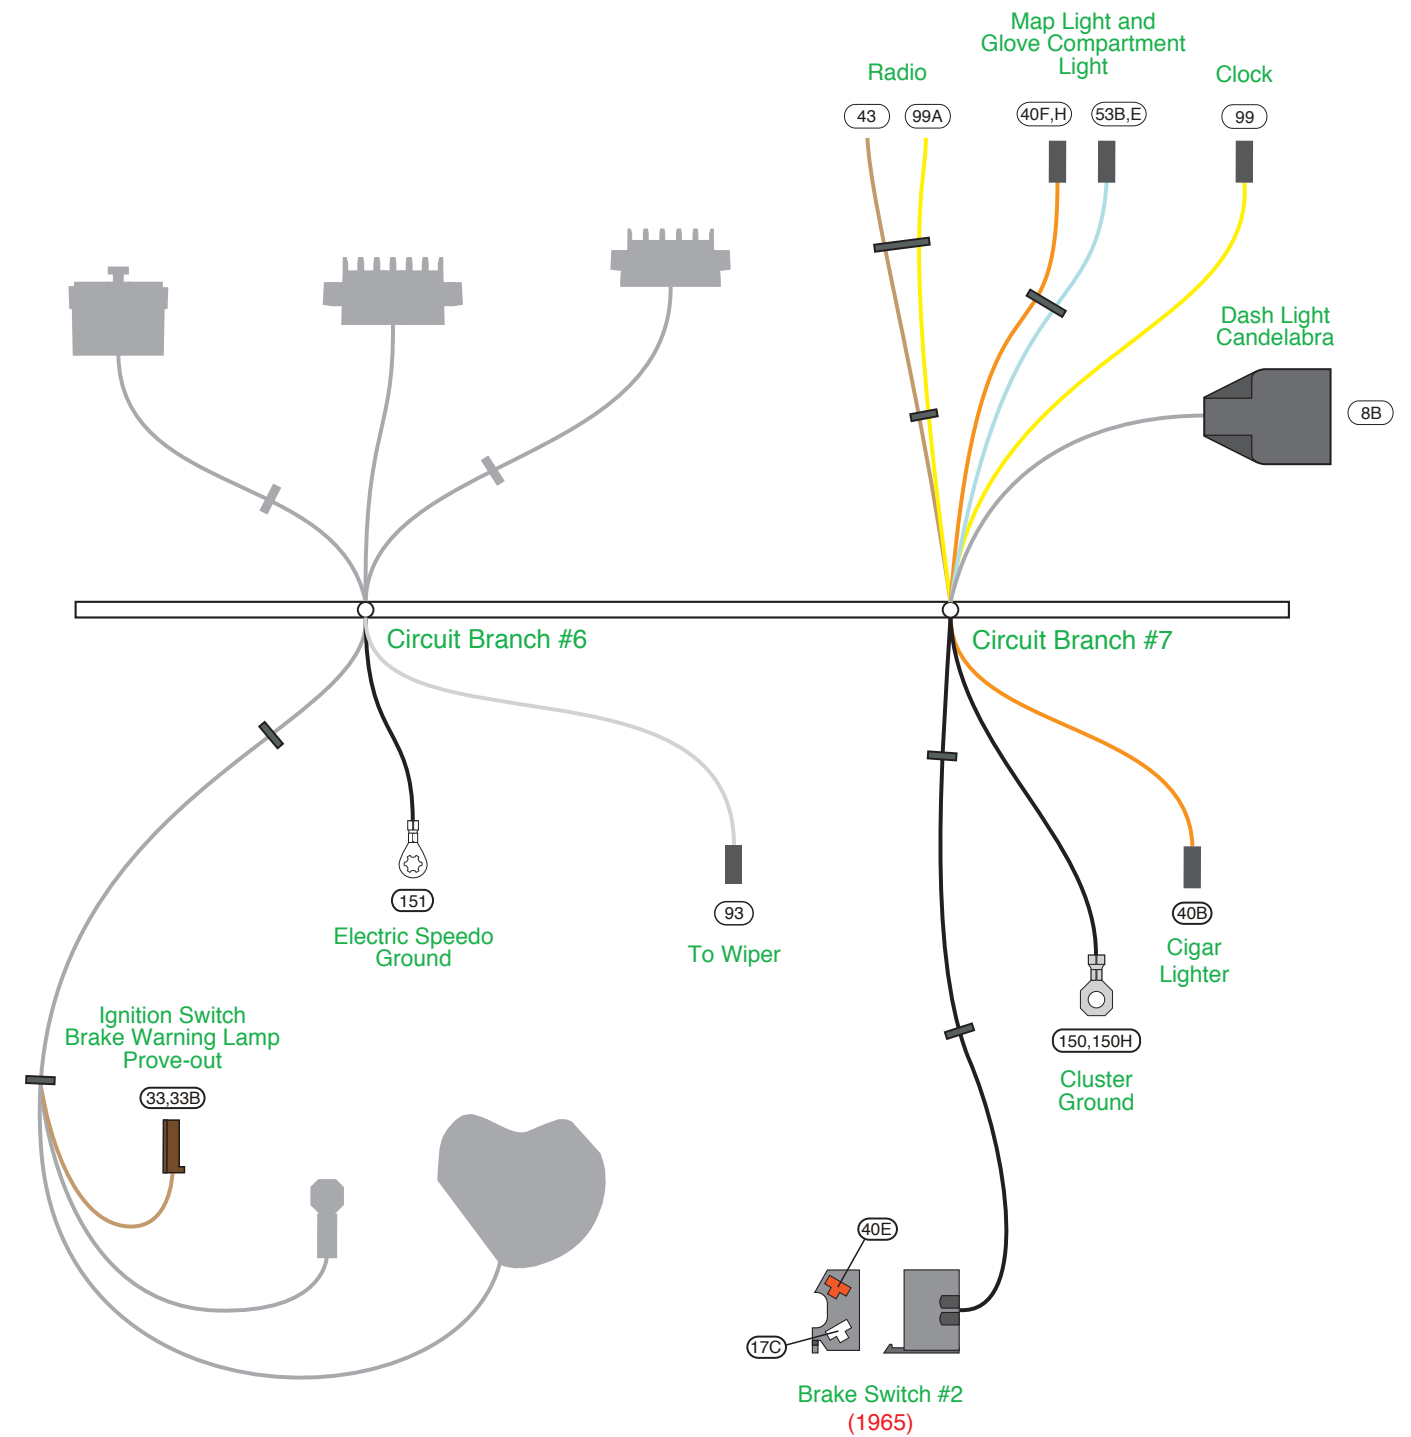 Map Light and
Glove Compartment
Light
Radio
Clock
43
99A
40F,H
53B,E
99
Dash Light
Candelabra
8B
Circuit Branch #6
Circuit Branch #7
151
Electric Speedo
Ground
93
To Wiper
40B
Cigar
Lighter
150,150H
Cluster
Ground
Ignition Switch
Brake Warning Lamp
Prove-out
33,33B
40E
17C
Brake Switch #2
(1965)